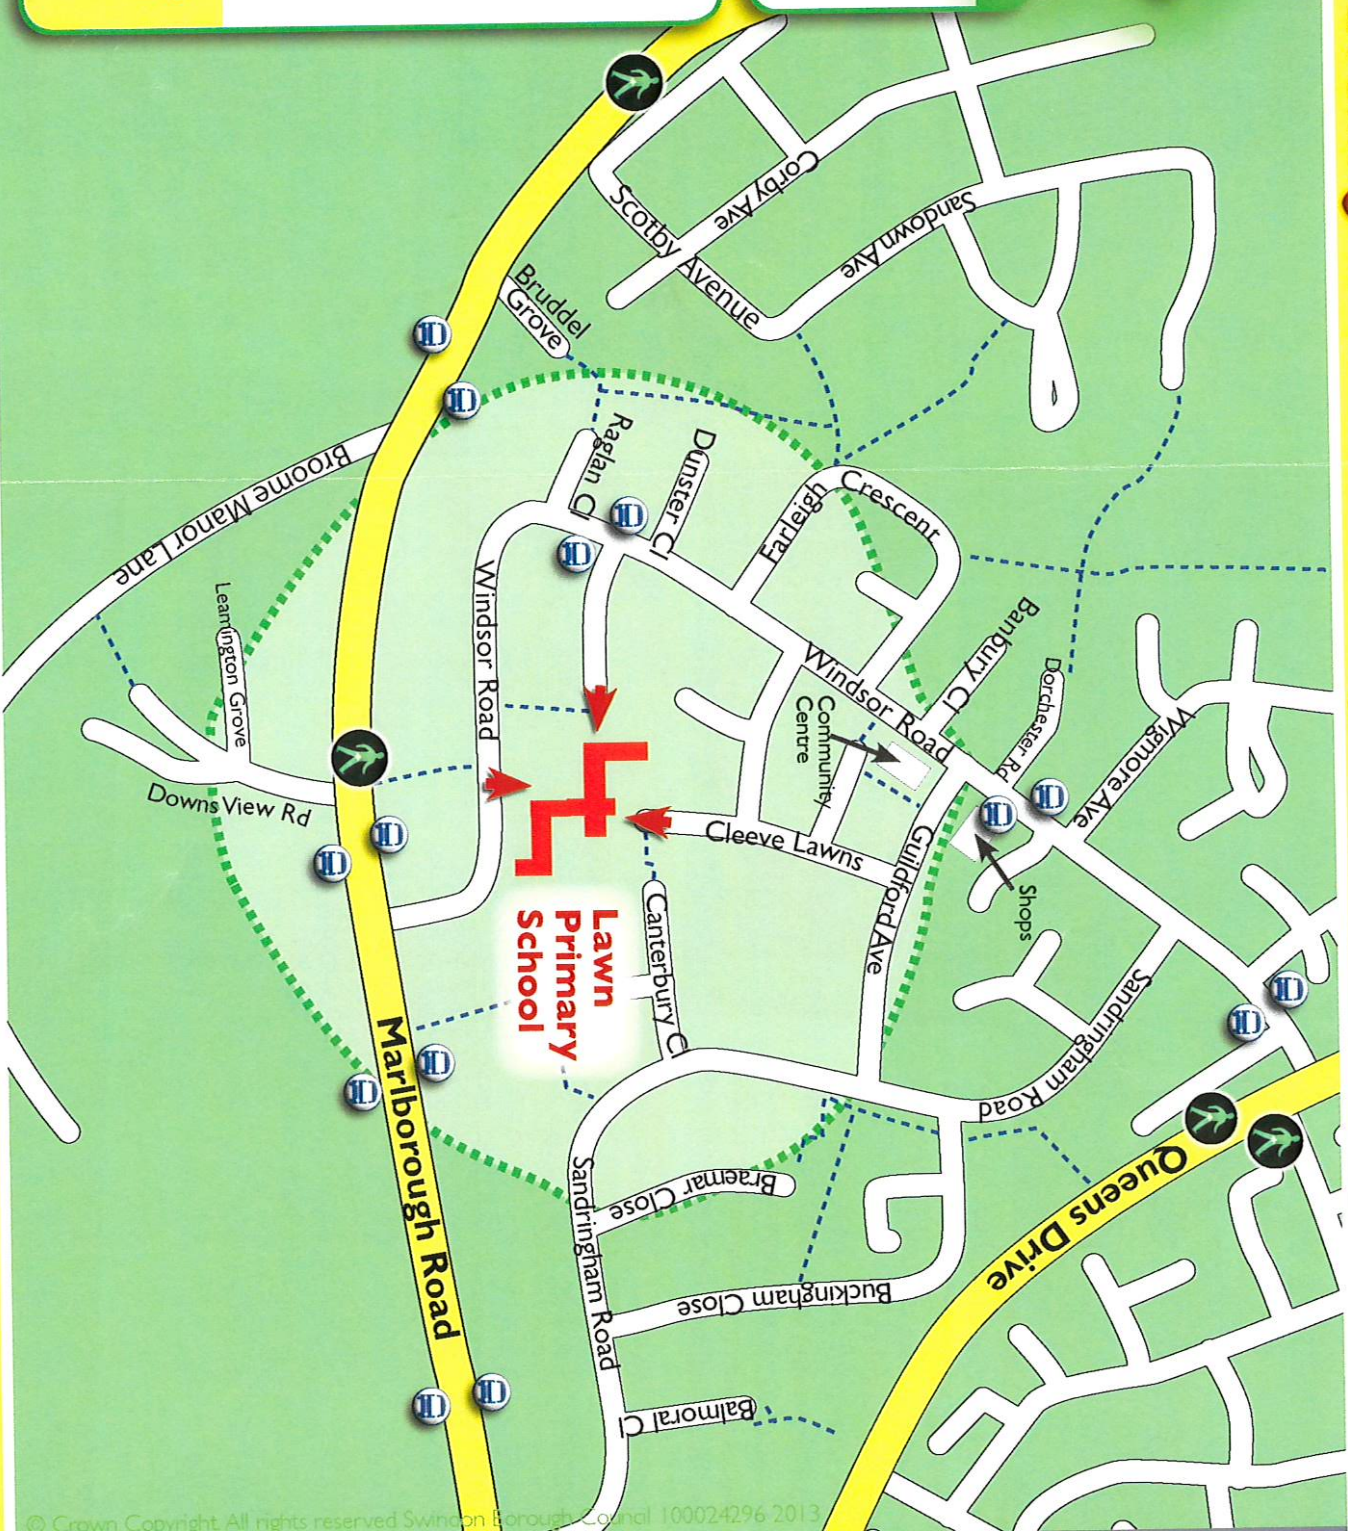 Corby Ave
Scotby Avenue
Sandown Ave
Bruddel
Grove
Raglan Cl
Dunster Cl
Farleigh
Crescent
Broome Manor Lane
Leamington Grove
Windsor Road
Windsor Road
Banbury Cl
Dorchester Rd
Wigmore Ave
Community
Centre
Downs View Rd
Cleeve Lawns
Guildford Ave
Shops
Lawn
Primary
School
Canterbury Cl
Sandringham Road
Marlborough Road
Queens Drive
Braemar Close
Sandringham Road
Buckingham Close
Balmoral Cl
© Crown Copyright. All rights reserved Swindon Borough Council 100024296 2013